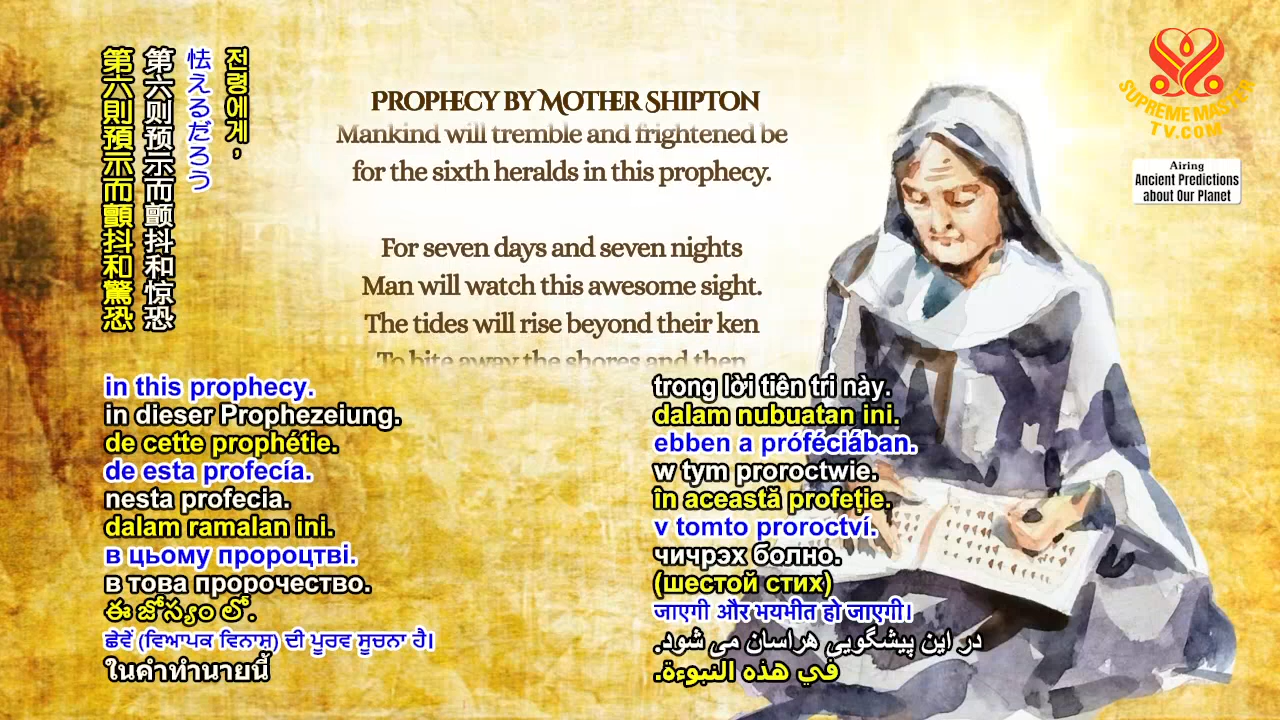 第六則預示而顫抖和驚恐
第六则预示而颤抖和惊恐
怯えるだろう
전령에게,
PROPHECY BY MOTHER SHIPTON
Mankind will tremble and frightened be
for the sixth heralds in this prophecy.
For seven days and seven nights
Man will watch this awesome sight.
The tides will rise beyond their ken
To bite away the shores and then
SUPREME MASTER
TV.COM
Airing
Ancient Predictions
about Our Planet
in this prophecy.
in dieser Prophezeiung.
de cette prophétie.
de esta profecía.
nesta profecia.
dalam ramalan ini.
в цьому пророцтві.
в това пророчество.
ఈ జోస్యం లో.
ਛੇਵੇਂ (ਵਿਆਪਕ ਵਿਨਾਸ਼) ਦੀ ਪੂਰਵ ਸੂਚਨਾ ਹੈ।
ในคำทำนายนี้
trong lời tiên tri này.
dalam nubuatan ini.
ebben a próféciában.
w tym proroctwie.
în această profeție.
v tomto proroctví.
чичрэх болно.
(шестой стих)
जाएगी और भयभीत हो जाएगी।
در این پیشگویی هراسان می شود.
في هذه النبوءة.